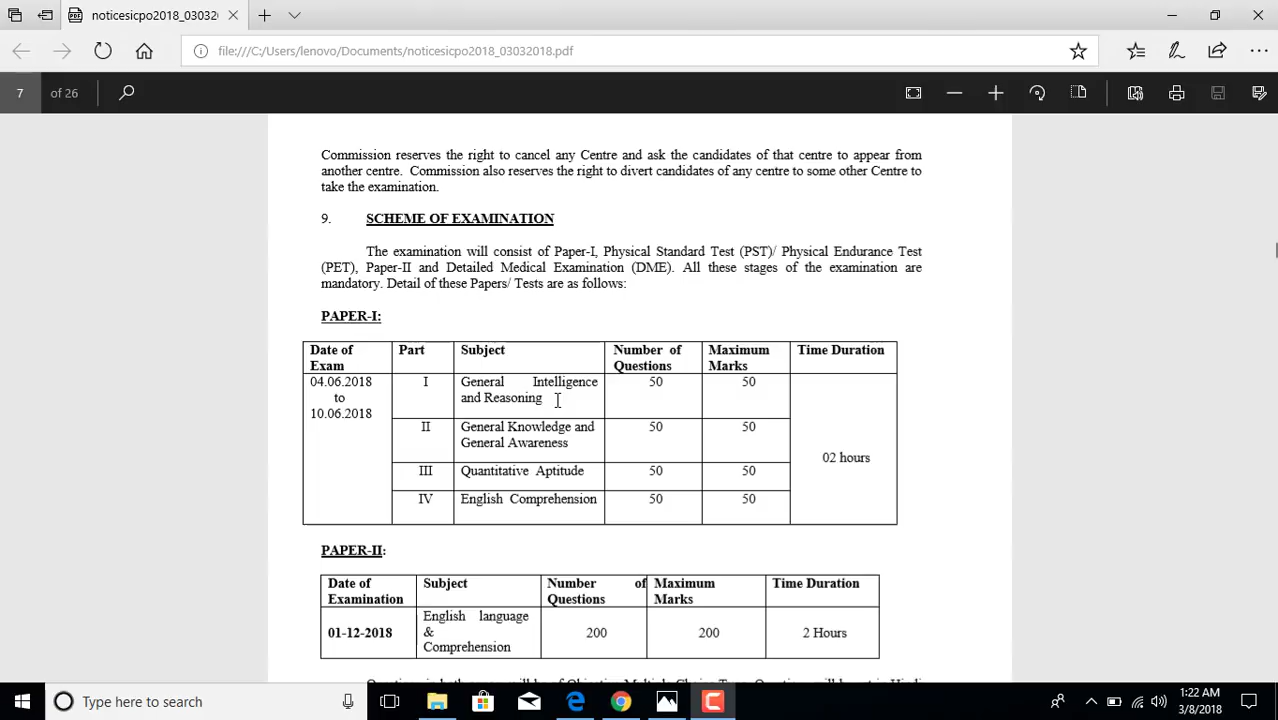 noticesicpo2018_03032
file:///C:/Users/lenovo/Documents/noticesicpo2018_03032018.pdf
7 of 26
Commission reserves the right to cancel any Centre and ask the candidates of that centre to appear from
another centre. Commission also reserves the right to divert candidates of any centre to some other Centre to
take the examination.
9. SCHEME OF EXAMINATION
The examination will consist of Paper-I, Physical Standard Test (PST)/ Physical Endurance Test
(PET), Paper-II and Detailed Medical Examination (DME). All these stages of the examination are
mandatory. Detail of these Papers/ Tests are as follows:
PAPER-I:
Date of Part Subject Number of Maximum Time Duration
Exam Questions Marks
04.06.2018 I General Intelligence 50 50
to and Reasoning
10.06.2018
II General Knowledge and 50 50
General Awareness
02 hours
III Quantitative Aptitude 50 50
IV English Comprehension 50 50
PAPER-II:
Date of Subject Number of Maximum Time Duration
Examination Questions Marks
English language
01-12-2018 & 200 200 2 Hours
Comprehension
Type here to search
1:22 AM
3/8/2018